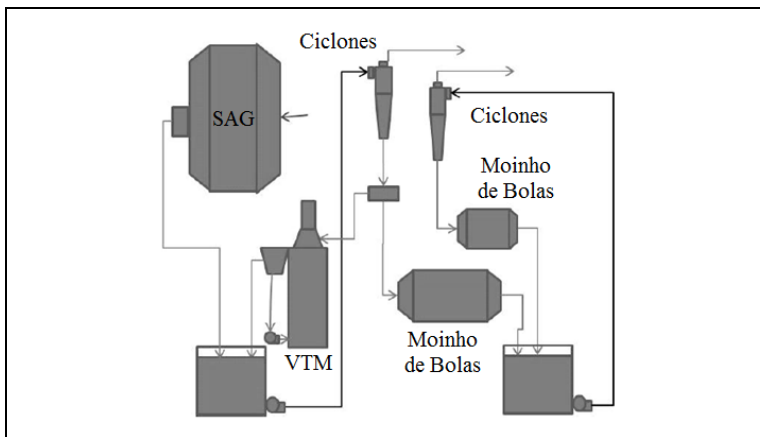 Ciclones
SAG
Ciclones
Moinho
de Bolas
VTM
Moinho
de Bolas